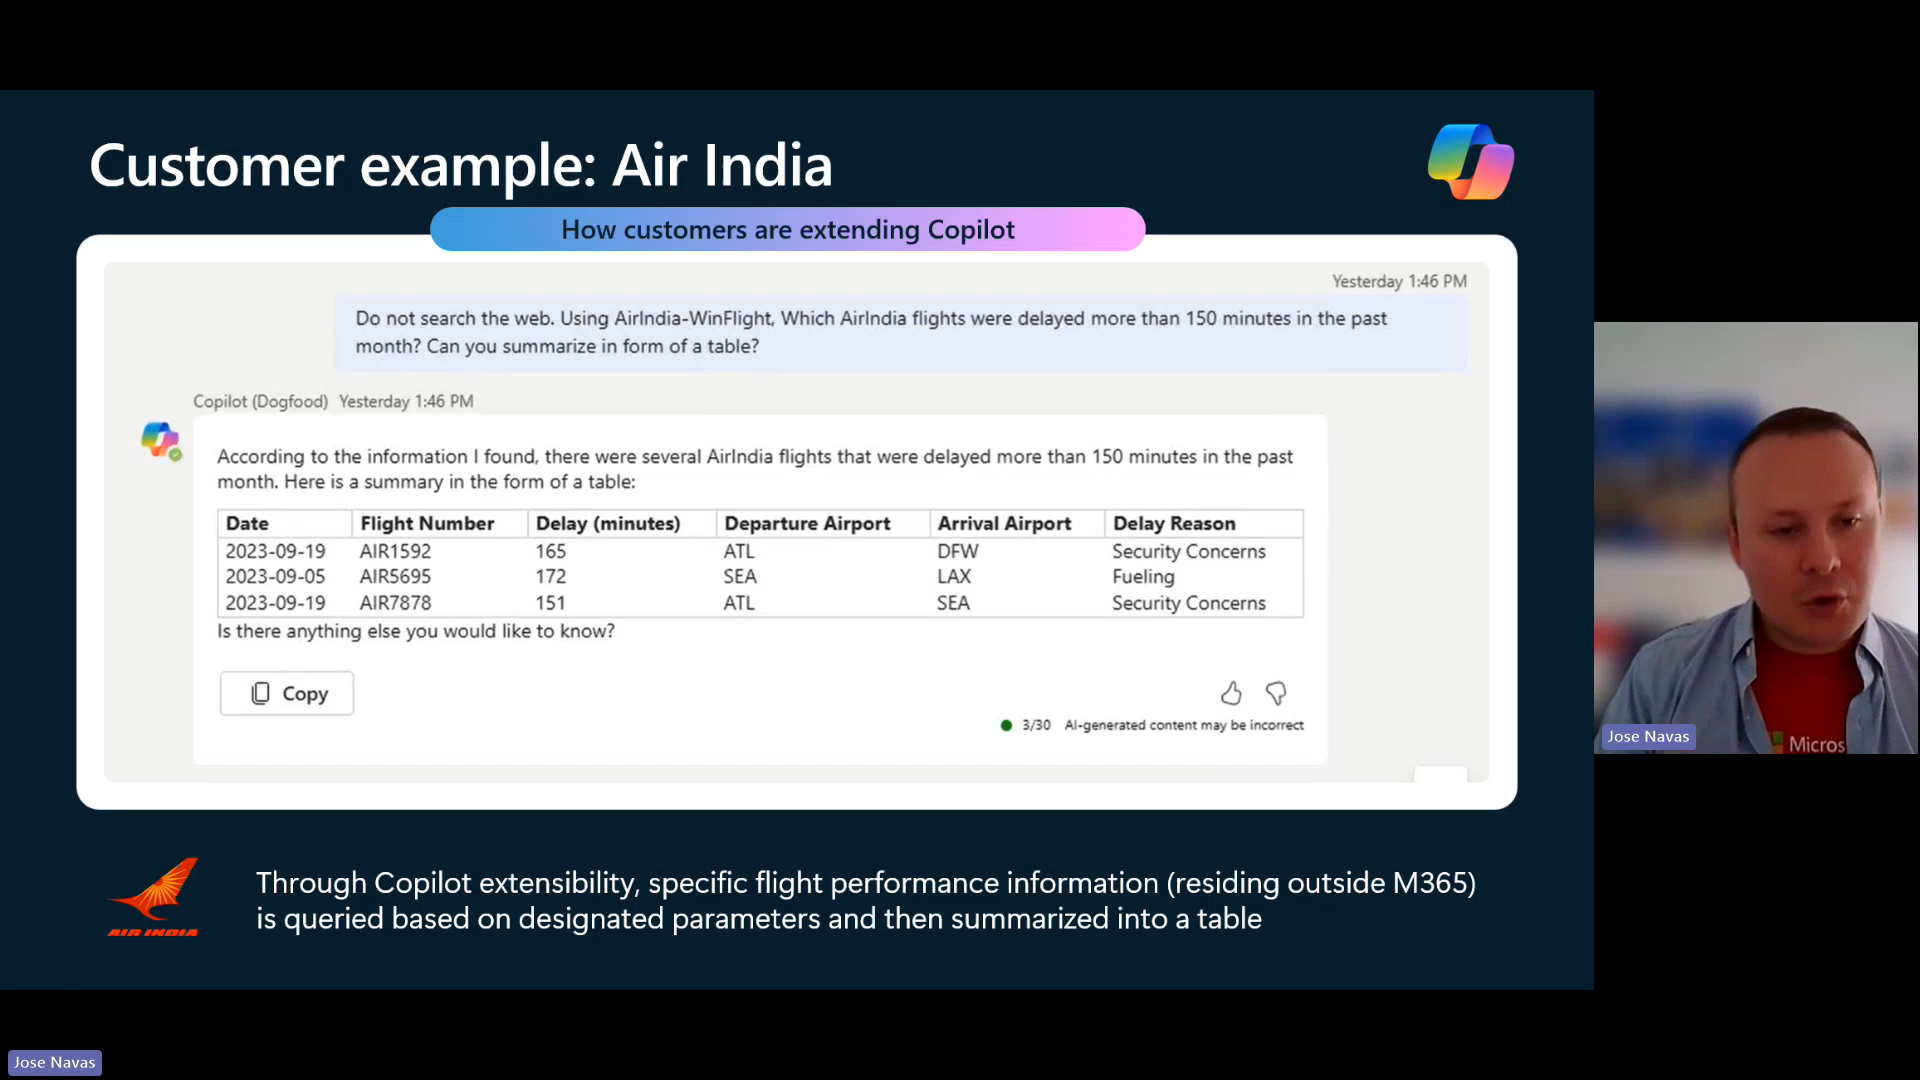 Customer example: Air India
How customers are extending Copilot
Yesterday 1:46 PM
Do not search the web. Using AirIndia-WinFlight, Which AirIndia flights were delayed more than 150 minutes in the past
month? Can you summarize in form of a table?
Copilot (Dogfood) Yesterday 1:46 PM
According to the information I found, there were several AirIndia flights that were delayed more than 150 minutes in the past
month. Here is a summary in the form of a table:
Date Flight Number Delay (minutes) Departure Airport Arrival Airport Delay Reason
2023-09-19 AIR1592 165 ATL DFW Security Concerns
2023-09-05 AIR5695 172 SEA LAX Fueling
2023-09-19 AIR7878 151 ATL SEA Security Concerns
Is there anything else you would like to know?
Copy
3/30 AI-generated content may be incorrect
AIR INDIA
Through Copilot extensibility, specific flight performance information (residing outside M365)
is queried based on designated parameters and then summarized into a table
Micros
Jose Navas
Jose Navas